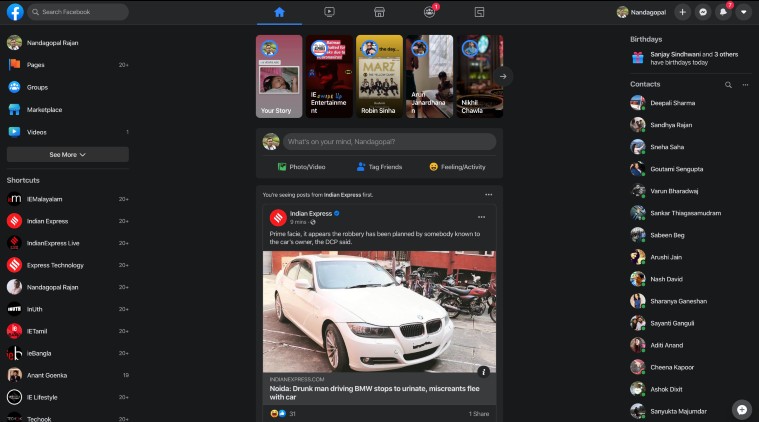 Search Facebook
1
Nandagopal
7
Nandagopal Rajan
Pages 20+
Groups
Marketplace
Videos 1
See More
Shortcuts
IEMalayalam 20+
Indian Express 20+
IndianExpress Live 20+
Express Technology 20+
Nandagopal Rajan 20+
InUth 20+
IETamil 20+
ieBangla 20+
Anant Goenka 19
IE Lifestyle 20+
Techook 20+
Your Story
IE
Entertainme
nt
MARZ
Robin Sinha
Arun
Janardhana
n
Nikhil
Chawla
What's on your mind, Nandagopal?
Photo/Video
Tag Friends
Feeling/Activity
You're seeing posts from Indian Express first.
Indian Express
9 mins ·
Prime facie, it appears the robbery has been planned by somebody known to
the car's owner, the DCP said.
INDIANEXPRESS.COM
Noida: Drunk man driving BMW stops to urinate, miscreants flee
with car
31
1 Share
Birthdays
Sanjay Sindhwani and 3 others
have birthdays today
Contacts
Deepali Sharma
Sandhya Rajan
Sneha Saha
Goutami Sengupta
Varun Bharadwaj
Sankar Thiagasamudram
Sabeen Beg
Arushi Jain
Nash David
Sharanya Ganeshan
Sayanti Ganguli
Aditi Anand
Cheena Kapoor
Ashok Dixit
Sanyukta Majumdar